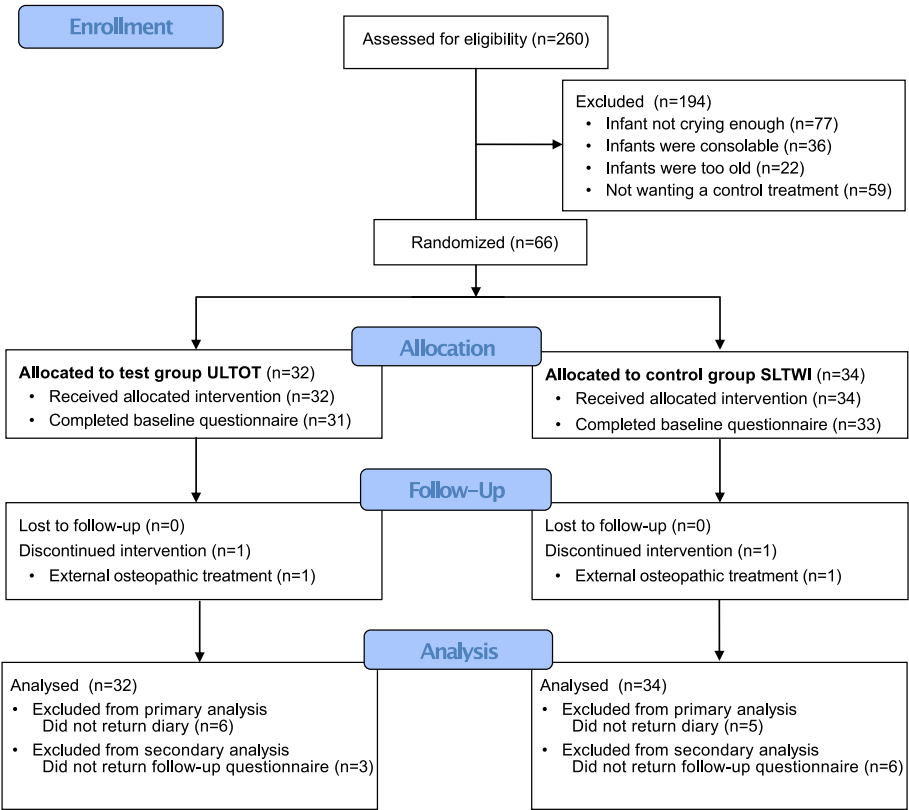 Enrollment
Assessed for eligibility (n=260)
Excluded (n=194)
• Infant not crying enough (n=77)
• Infants were consolable (n=36)
• Infants were too old (n=22)
• Not wanting a control treatment (n=59)
Randomized (n=66)
Allocation
Allocated to test group ULTOT (n=32)
• Received allocated intervention (n=32)
• Completed baseline questionnaire (n=31)
Allocated to control group SLTWI (n=34)
• Received allocated intervention (n=34)
• Completed baseline questionnaire (n=33)
Follow-Up
Lost to follow-up (n=0)
Discontinued intervention (n=1)
• External osteopathic treatment (n=1)
Lost to follow-up (n=0)
Discontinued intervention (n=1)
• External osteopathic treatment (n=1)
Analysis
Analysed (n=32)
• Excluded from primary analysis
Did not return diary (n=6)
• Excluded from secondary analysis
Did not return follow-up questionnaire (n=3)
Analysed (n=34)
• Excluded from primary analysis
Did not return diary (n=5)
• Excluded from secondary analysis
Did not return follow-up questionnaire (n=6)